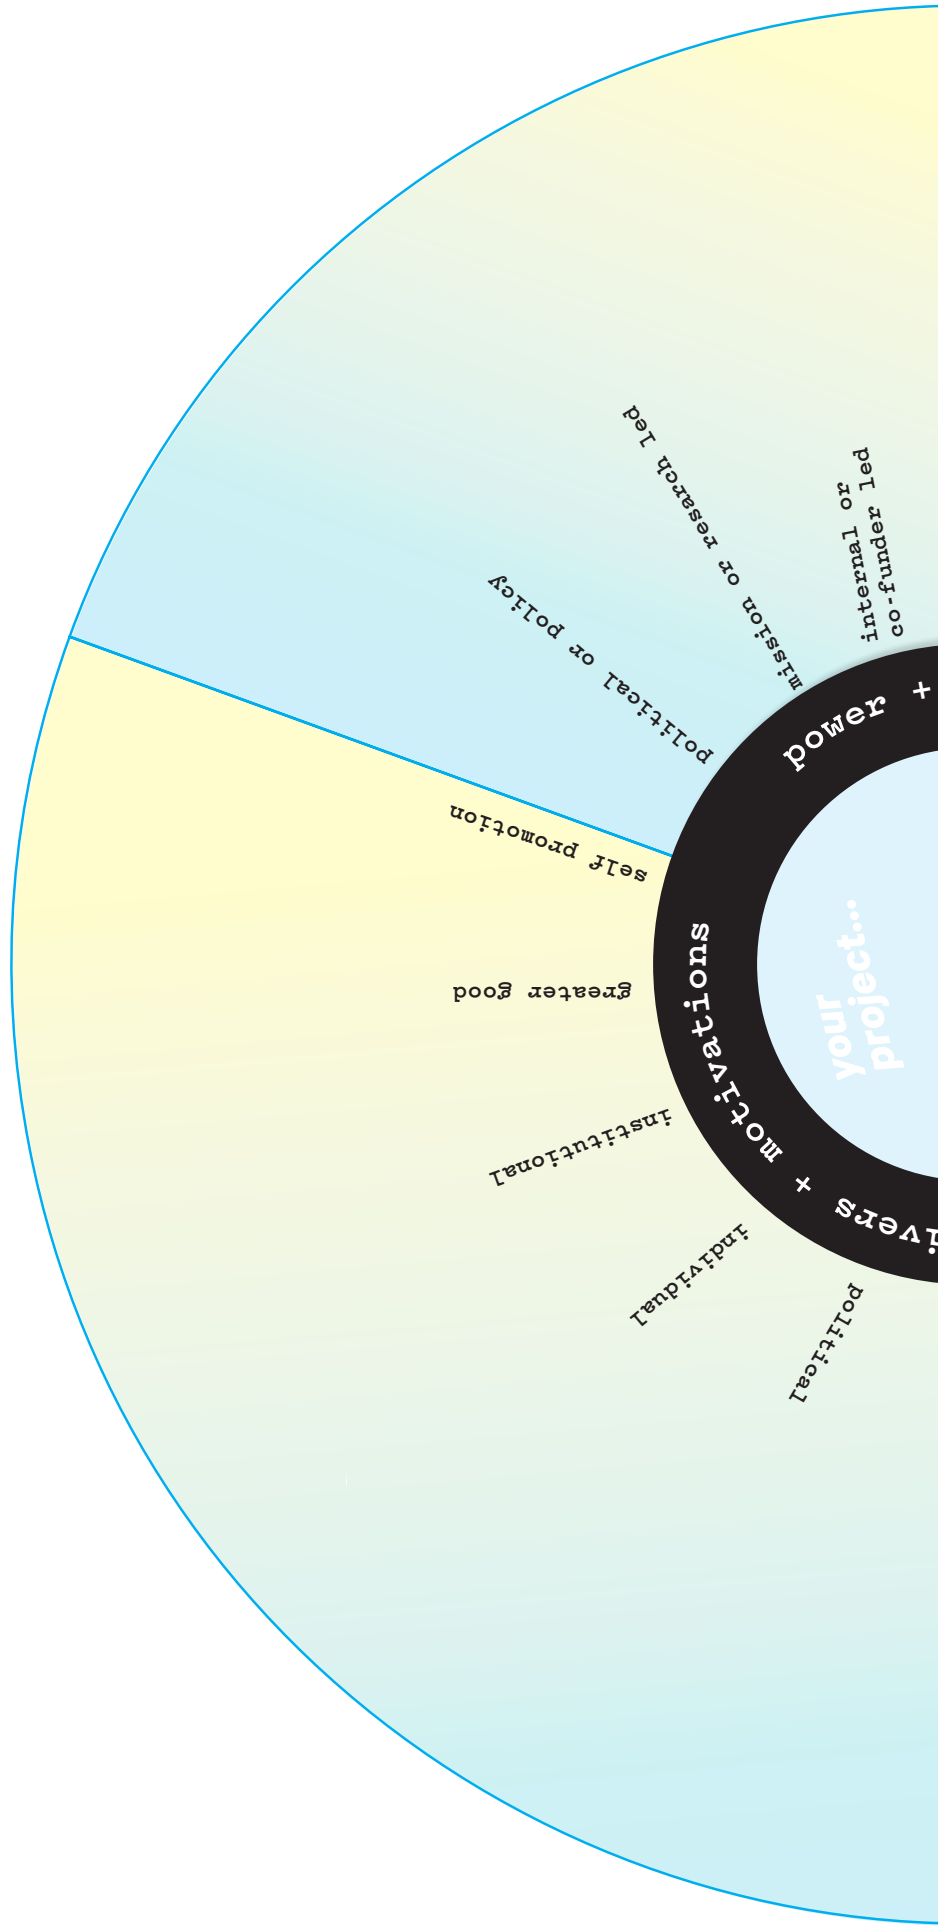 internal or
co-funder led
mission or resarch led
political or policy
power +
self promotion
greater good
institutional
individual
political
ivers + motivations
your
project...